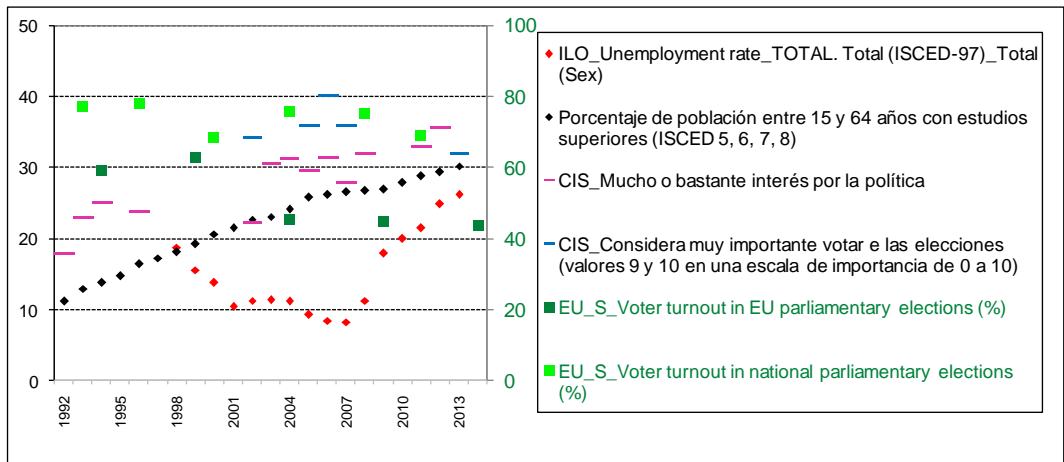 50
40
30
20
10
0
100
80
60
40
20
0
1992
1995
1998
2001
2004
2007
2010
2013
ILO_Unemployment rate_TOTAL. Total (ISCED-97)_Total
(Sex)
Porcentaje de población entre 15 y 64 años con estudios
superiores (ISCED 5, 6, 7, 8)
CIS_Mucho o bastante interés por la política
CIS_Considera muy importante votar e las elecciones
(valores 9 y 10 en una escala de importancia de 0 a 10)
EU_S_Voter turnout in EU parliamentary elections (%)
EU_S_Voter turnout in national parliamentary elections
(%)